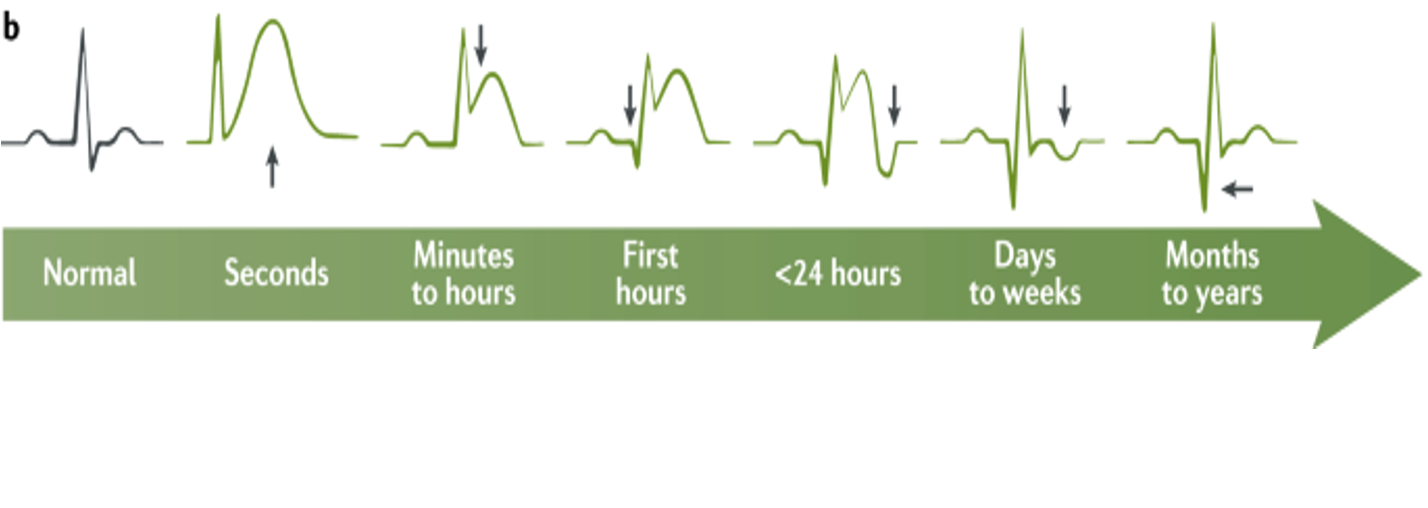 b
Normal
Seconds
Minutes
to hours
First
hours
<24 hours
Days
to weeks
Months
to years